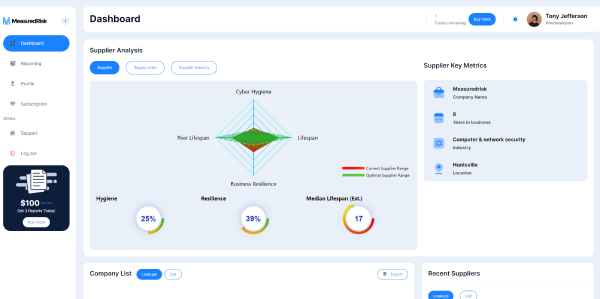 MeasuredRisk
Dashboard
Reporting
Profile
Subscription
Others
Support
Log out
$100
Get 3 Reports Today!
Buy more
Dashboard
Credits remaining
Buy more
Tony Jefferson
Supplier Analysis
Supplier
Supply chain
Supplier Industry
Cyber Hygiene
Peer Lifespan
Lifespan
Business Resilience
Current Supplier Range
Optimal Supplier Range
Hygiene
25%
Resilience
39%
Median Lifespan (Est.)
17
Supplier Key Metrics
Measuredrisk
Company Name
8
Years in business
Computer & network security
Industry
Huntsville
Location
Company List
Lookups
List
Export
Recent Suppliers
Lookups
List